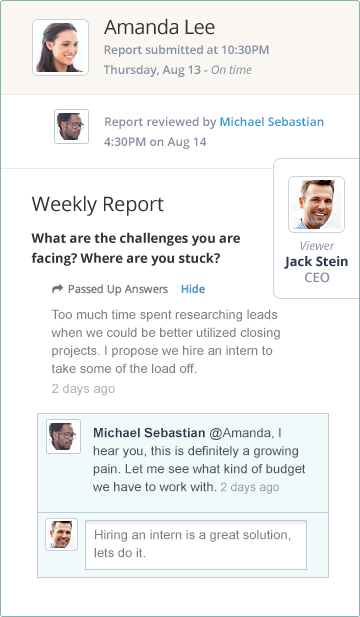 Amanda Lee
Report submitted at 10:30PM
Thursday, Aug 13 - On time
Report reviewed by Michael Sebastian
4:30PM on Aug 14
Viewer
Jack Stein
CEO
Weekly Report
What are the challenges you are
facing? Where are you stuck?
Passed Up Answers Hide
Too much time spent researching leads
when we could be better utilized closing
projects. I propose we hire an intern to
take some of the load off.
2 days ago
Michael Sebastian @Amanda, I
hear you, this is definitely a growing
pain. Let me see what kind of budget
we have to work with. 2 days ago
Hiring an intern is a great solution,
lets do it.